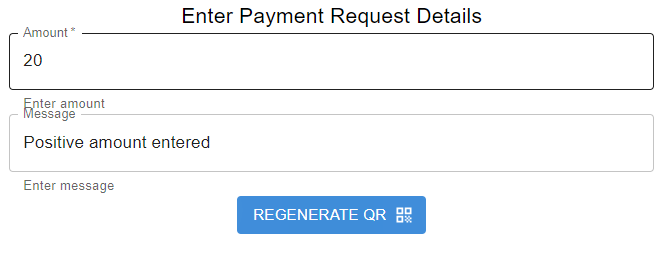 Enter Payment Request Details
Amount *
20
Enter amount
Message
Positive amount entered
Enter message
REGENERATE QR